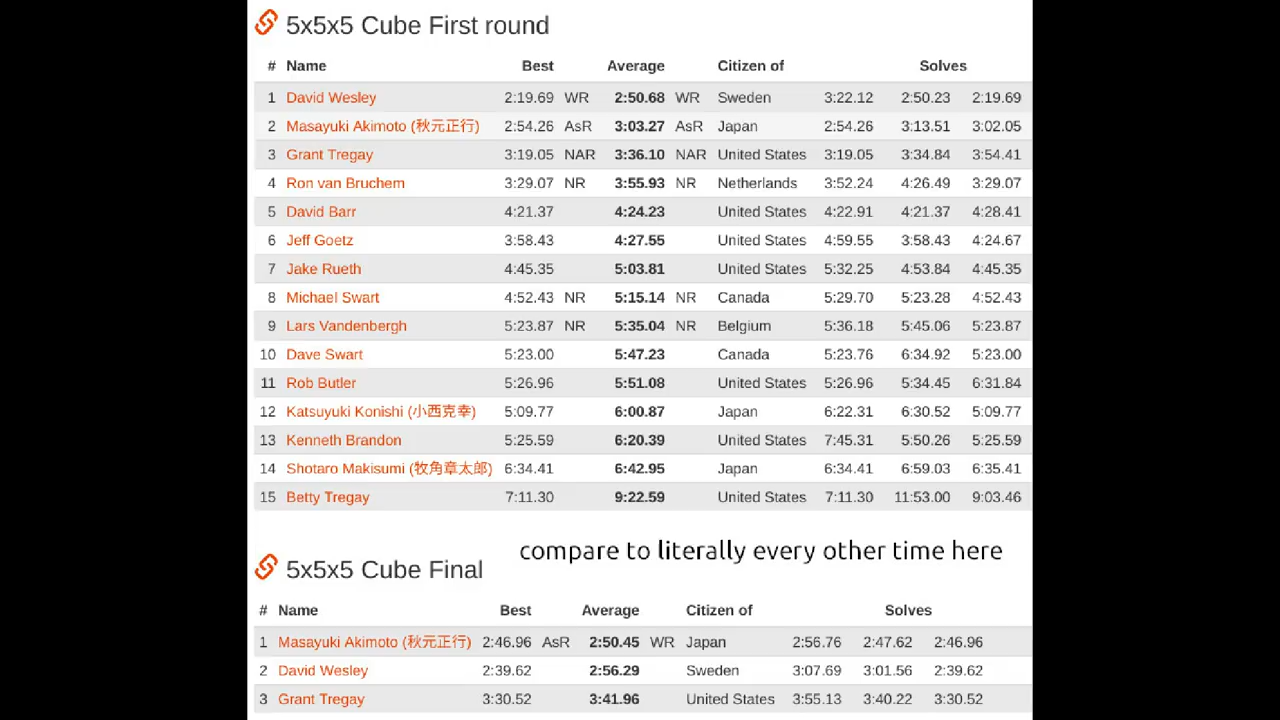 5x5x5 Cube First round
# Name Best Average Citizen of Solves
1 David Wesley 2:19.69 WR 2:50.68 WR Sweden 3:22.12 2:50.23 2:19.69
2 Masayuki Akimoto (秋元正行) 2:54.26 AsR 3:03.27 AsR Japan 2:54.26 3:13.51 3:02.05
3 Grant Tregay 3:19.05 NAR 3:36.10 NAR United States 3:19.05 3:34.84 3:54.41
4 Ron van Bruchem 3:29.07 NR 3:55.93 NR Netherlands 3:52.24 4:26.49 3:29.07
5 David Barr 4:21.37 4:24.23 United States 4:22.91 4:21.37 4:28.41
6 Jeff Goetz 3:58.43 4:27.55 United States 4:59.55 3:58.43 4:24.67
7 Jake Rueth 4:45.35 5:03.81 United States 5:32.25 4:53.84 4:45.35
8 Michael Swart 4:52.43 NR 5:15.14 NR Canada 5:29.70 5:23.28 4:52.43
9 Lars Vandenbergh 5:23.87 NR 5:35.04 NR Belgium 5:36.18 5:45.06 5:23.87
10 Dave Swart 5:23.00 5:47.23 Canada 5:23.76 6:34.92 5:23.00
11 Rob Butler 5:26.96 5:51.08 United States 5:26.96 5:34.45 6:31.84
12 Katsuyuki Konishi (小西克幸) 5:09.77 6:00.87 Japan 6:22.31 6:30.52 5:09.77
13 Kenneth Brandon 5:25.59 6:20.39 United States 7:45.31 5:50.26 5:25.59
14 Shotaro Makisumi (牧角章太郎) 6:34.41 6:42.95 Japan 6:34.41 6:59.03 6:35.41
15 Betty Tregay 7:11.30 9:22.59 United States 7:11.30 11:53.00 9:03.46
compare to literally every other time here
5x5x5 Cube Final
# Name Best Average Citizen of Solves
1 Masayuki Akimoto (秋元正行) 2:46.96 AsR 2:50.45 WR Japan 2:56.76 2:47.62 2:46.96
2 David Wesley 2:39.62 2:56.29 Sweden 3:07.69 3:01.56 2:39.62
3 Grant Tregay 3:30.52 3:41.96 United States 3:55.13 3:40.22 3:30.52